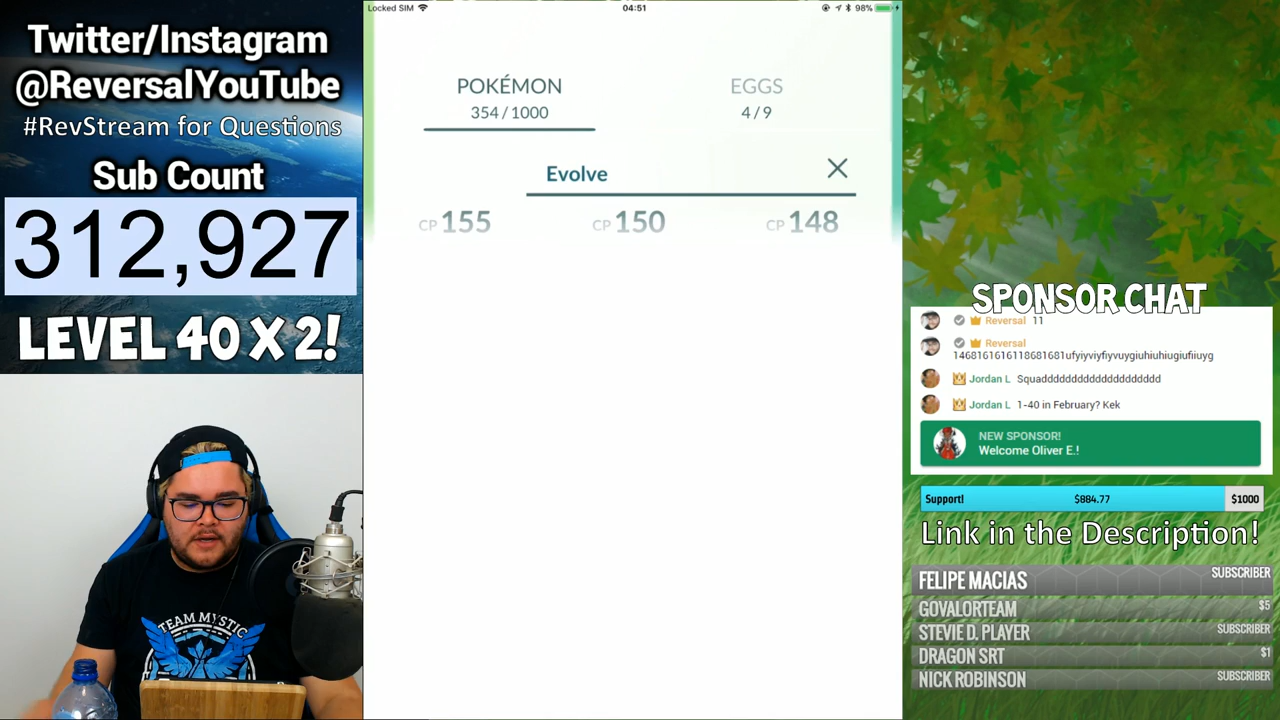 Twitter/Instagram
@ReversalYouTube
#RevStream for Questions
Sub Count
312,927
LEVEL 40 X 2!
TEAM MYSTIC
Locked SIM
04:51
98%
POKÉMON
354 / 1000
EGGS
4 / 9
Evolve
CP 155
CP 150
CP 148
SPONSOR CHAT
Reversal 11
Reversal
1468161616118681681ufyiyviyfiyvuygiuhiuhiugiufiiuyg
Jordan L Squadddddddddddddddddddd
Jordan L 1-40 in February? Kek
NEW SPONSOR!
Welcome Oliver E.!
Support! $884.77 $1000
Link in the Description!
FELIPE MACIAS SUBSCRIBER
GOVALORTEAM $5
STEVIE D. PLAYER SUBSCRIBER
DRAGON SRT $1
NICK ROBINSON SUBSCRIBER